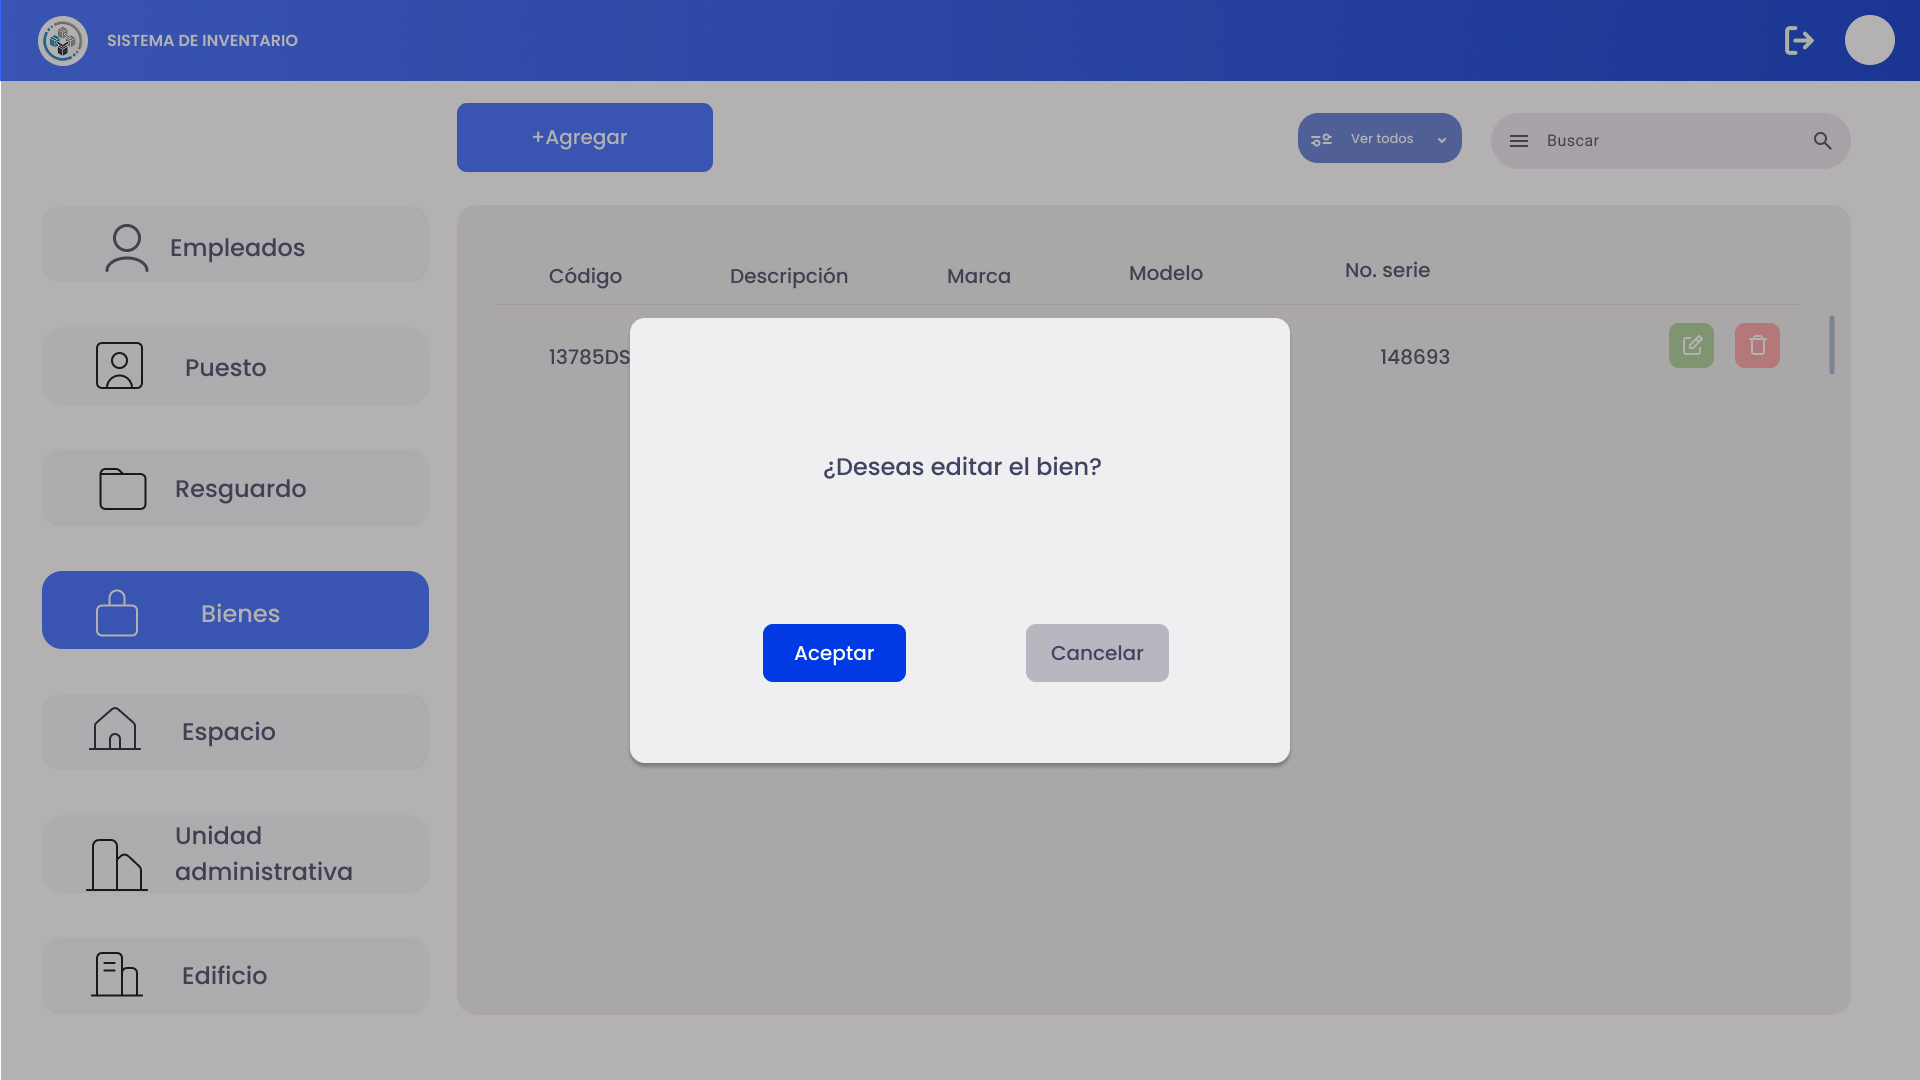 SISTEMA DE INVENTARIO
+Agregar
Ver todos
Buscar
Empleados
Puesto
Resguardo
Bienes
Espacio
Unidad
administrativa
Edificio
Código Descripción Marca Modelo No. serie
13785DS 148693
¿Deseas editar el bien?
Aceptar Cancelar